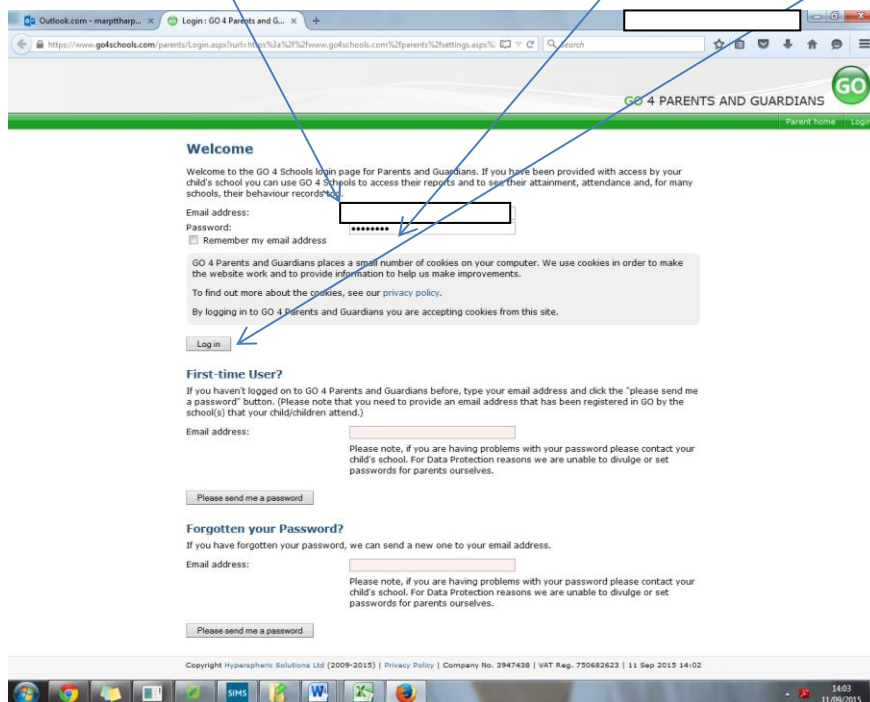 Outlook.com - marpttharp... ×
Login : GO 4 Parents and G... ×
+
https://www.go4schools.com/parents/Login.aspx?rurl=https%3a%2f%2fwww.go4schools.com%2fparents%2fsettings.aspx%
Search
GO 4 PARENTS AND GUARDIANS
GO
Parent home Login
Welcome
Welcome to the GO 4 Schools login page for Parents and Guardians. If you have been provided with access by your
child's school you can use GO 4 Schools to access their reports and to see their attainment, attendance and, for many
schools, their behaviour records too.
Email address:
Password: ••••••••
Remember my email address
GO 4 Parents and Guardians places a small number of cookies on your computer. We use cookies in order to make
the website work and to provide information to help us make improvements.
To find out more about the cookies, see our privacy policy.
By logging in to GO 4 Parents and Guardians you are accepting cookies from this site.
Log in
First-time User?
If you haven't logged on to GO 4 Parents and Guardians before, type your email address and click the "please send me
a password" button. (Please note that you need to provide an email address that has been registered in GO by the
school(s) that your child/children attend.)
Email address:
Please note, if you are having problems with your password please contact your
child's school. For Data Protection reasons we are unable to divulge or set
passwords for parents ourselves.
Please send me a password
Forgotten your Password?
If you have forgotten your password, we can send a new one to your email address.
Email address:
Please note, if you are having problems with your password please contact your
child's school. For Data Protection reasons we are unable to divulge or set
passwords for parents ourselves.
Please send me a password
Copyright Hyperspheric Solutions Ltd (2009-2015) | Privacy Policy | Company No. 3947438 | VAT Reg. 750682623 | 11 Sep 2015 14:02
SIMS
14:03
11/09/2015